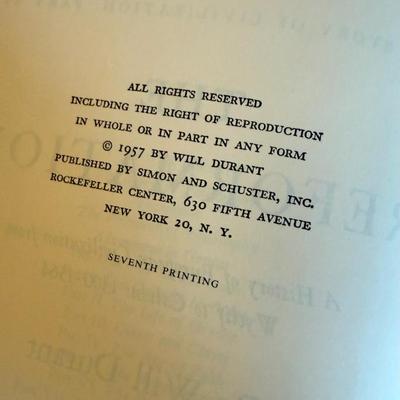 ALL RIGHTS RESERVED
INCLUDING THE RIGHT OF REPRODUCTION
IN WHOLE OR IN PART IN ANY FORM
© 1957 BY WILL DURANT
PUBLISHED BY SIMON AND SCHUSTER, INC.
ROCKEFELLER CENTER, 630 FIFTH AVENUE
NEW YORK 20, N. Y.
SEVENTH PRINTING